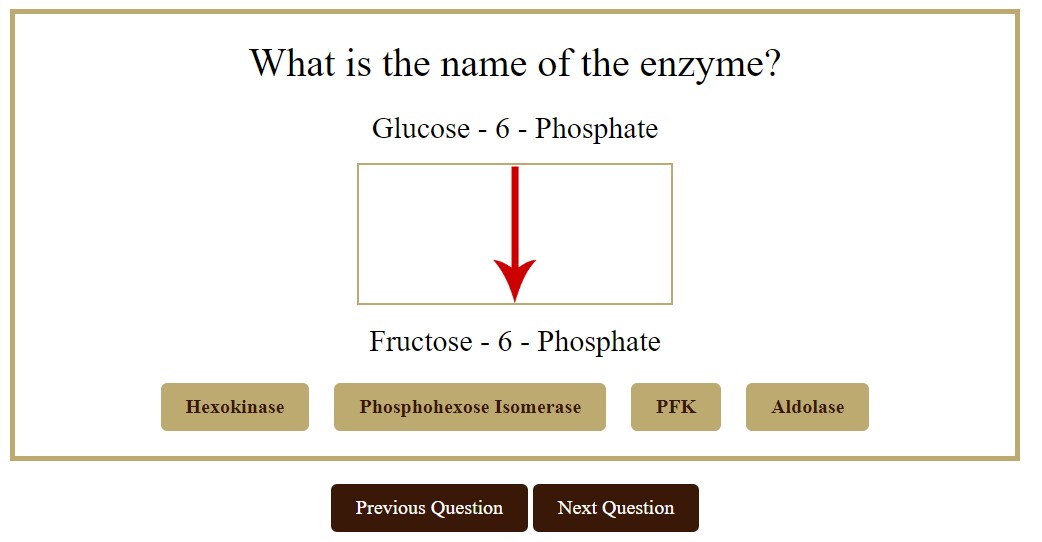 What is the name of the enzyme?
Glucose - 6 - Phosphate
Fructose - 6 - Phosphate
Hexokinase Phosphohexose Isomerase PFK Aldolase
Previous Question Next Question